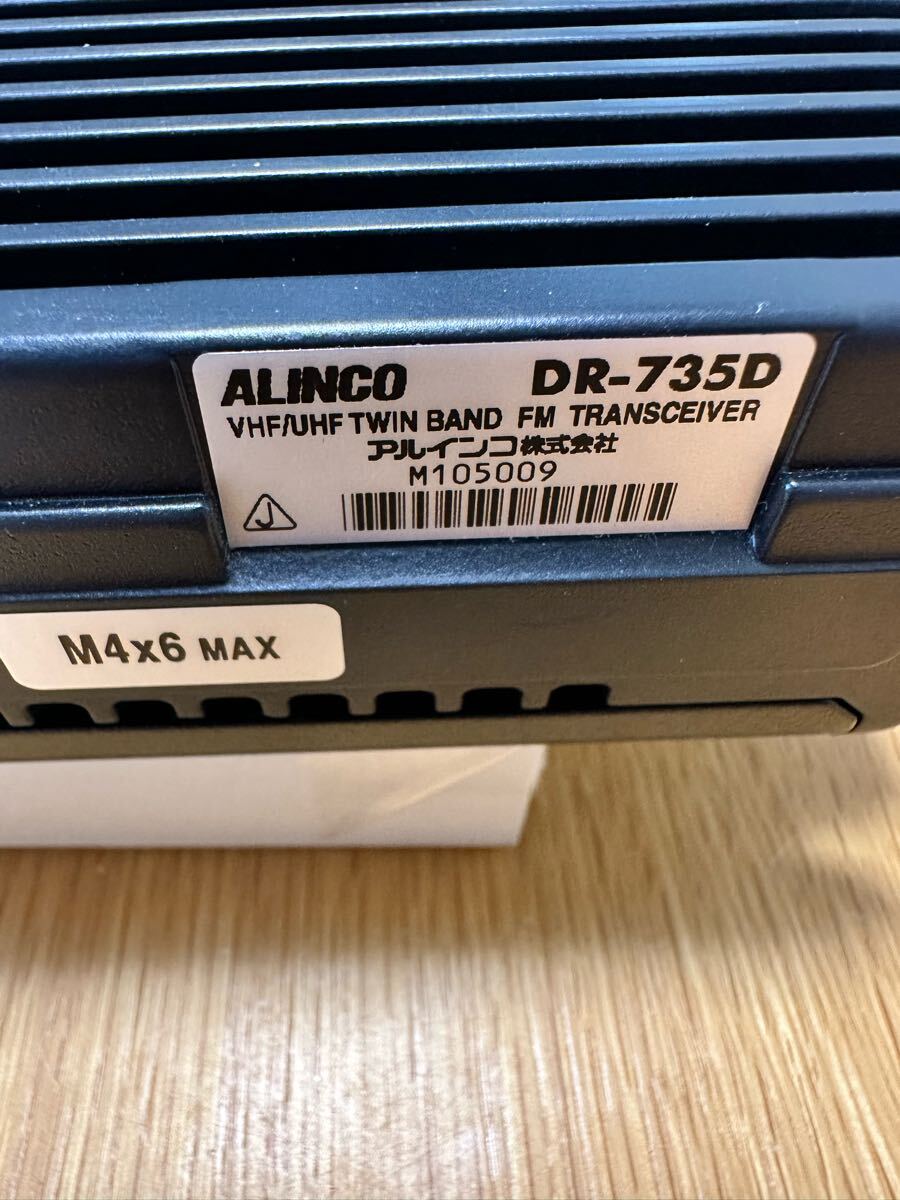 ALINCO DR-735D
VHF/UHF TWIN BAND FM TRANSCEIVER
アルインコ株式会社
M105009
J
M4x6 MAX